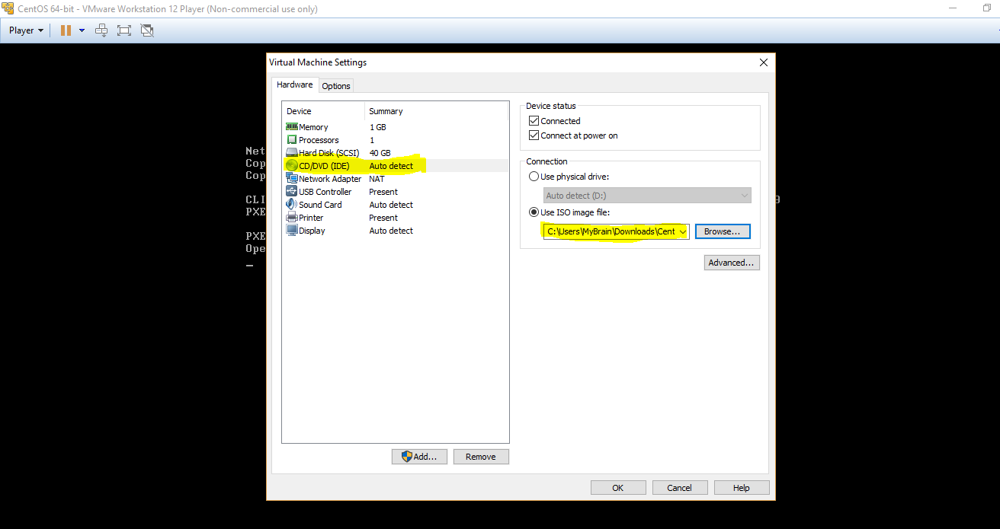 CentOS 64-bit - VMware Workstation 12 Player (Non-commercial use only)
Player
Virtual Machine Settings
Hardware
Options
Device Summary
Memory 1 GB
Processors 1
Hard Disk (SCSI) 40 GB
CD/DVD (IDE) Auto detect
Network Adapter NAT
USB Controller Present
Sound Card Auto detect
Printer Present
Display Auto detect
Add...
Remove
Device status
Connected
Connect at power on
Connection
Use physical drive:
Auto detect (D:)
Use ISO image file:
C:\Users\MyBrain\Downloads\Cent
Browse...
Advanced...
OK
Cancel
Help
Net
Cop
Cop
CLI
PXE
PXE
Ope